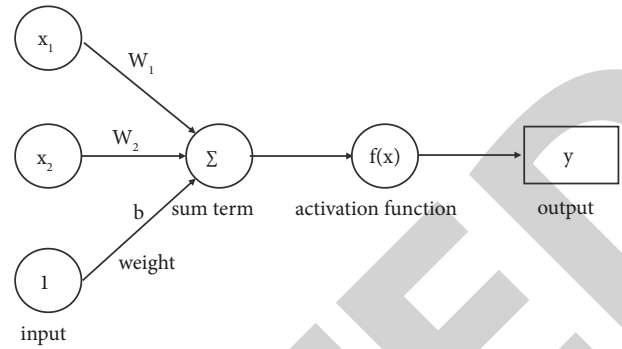 x₁
W₁
x₂
W₂
Σ
f(x)
y
b
sum term
activation function
output
weight
1
input